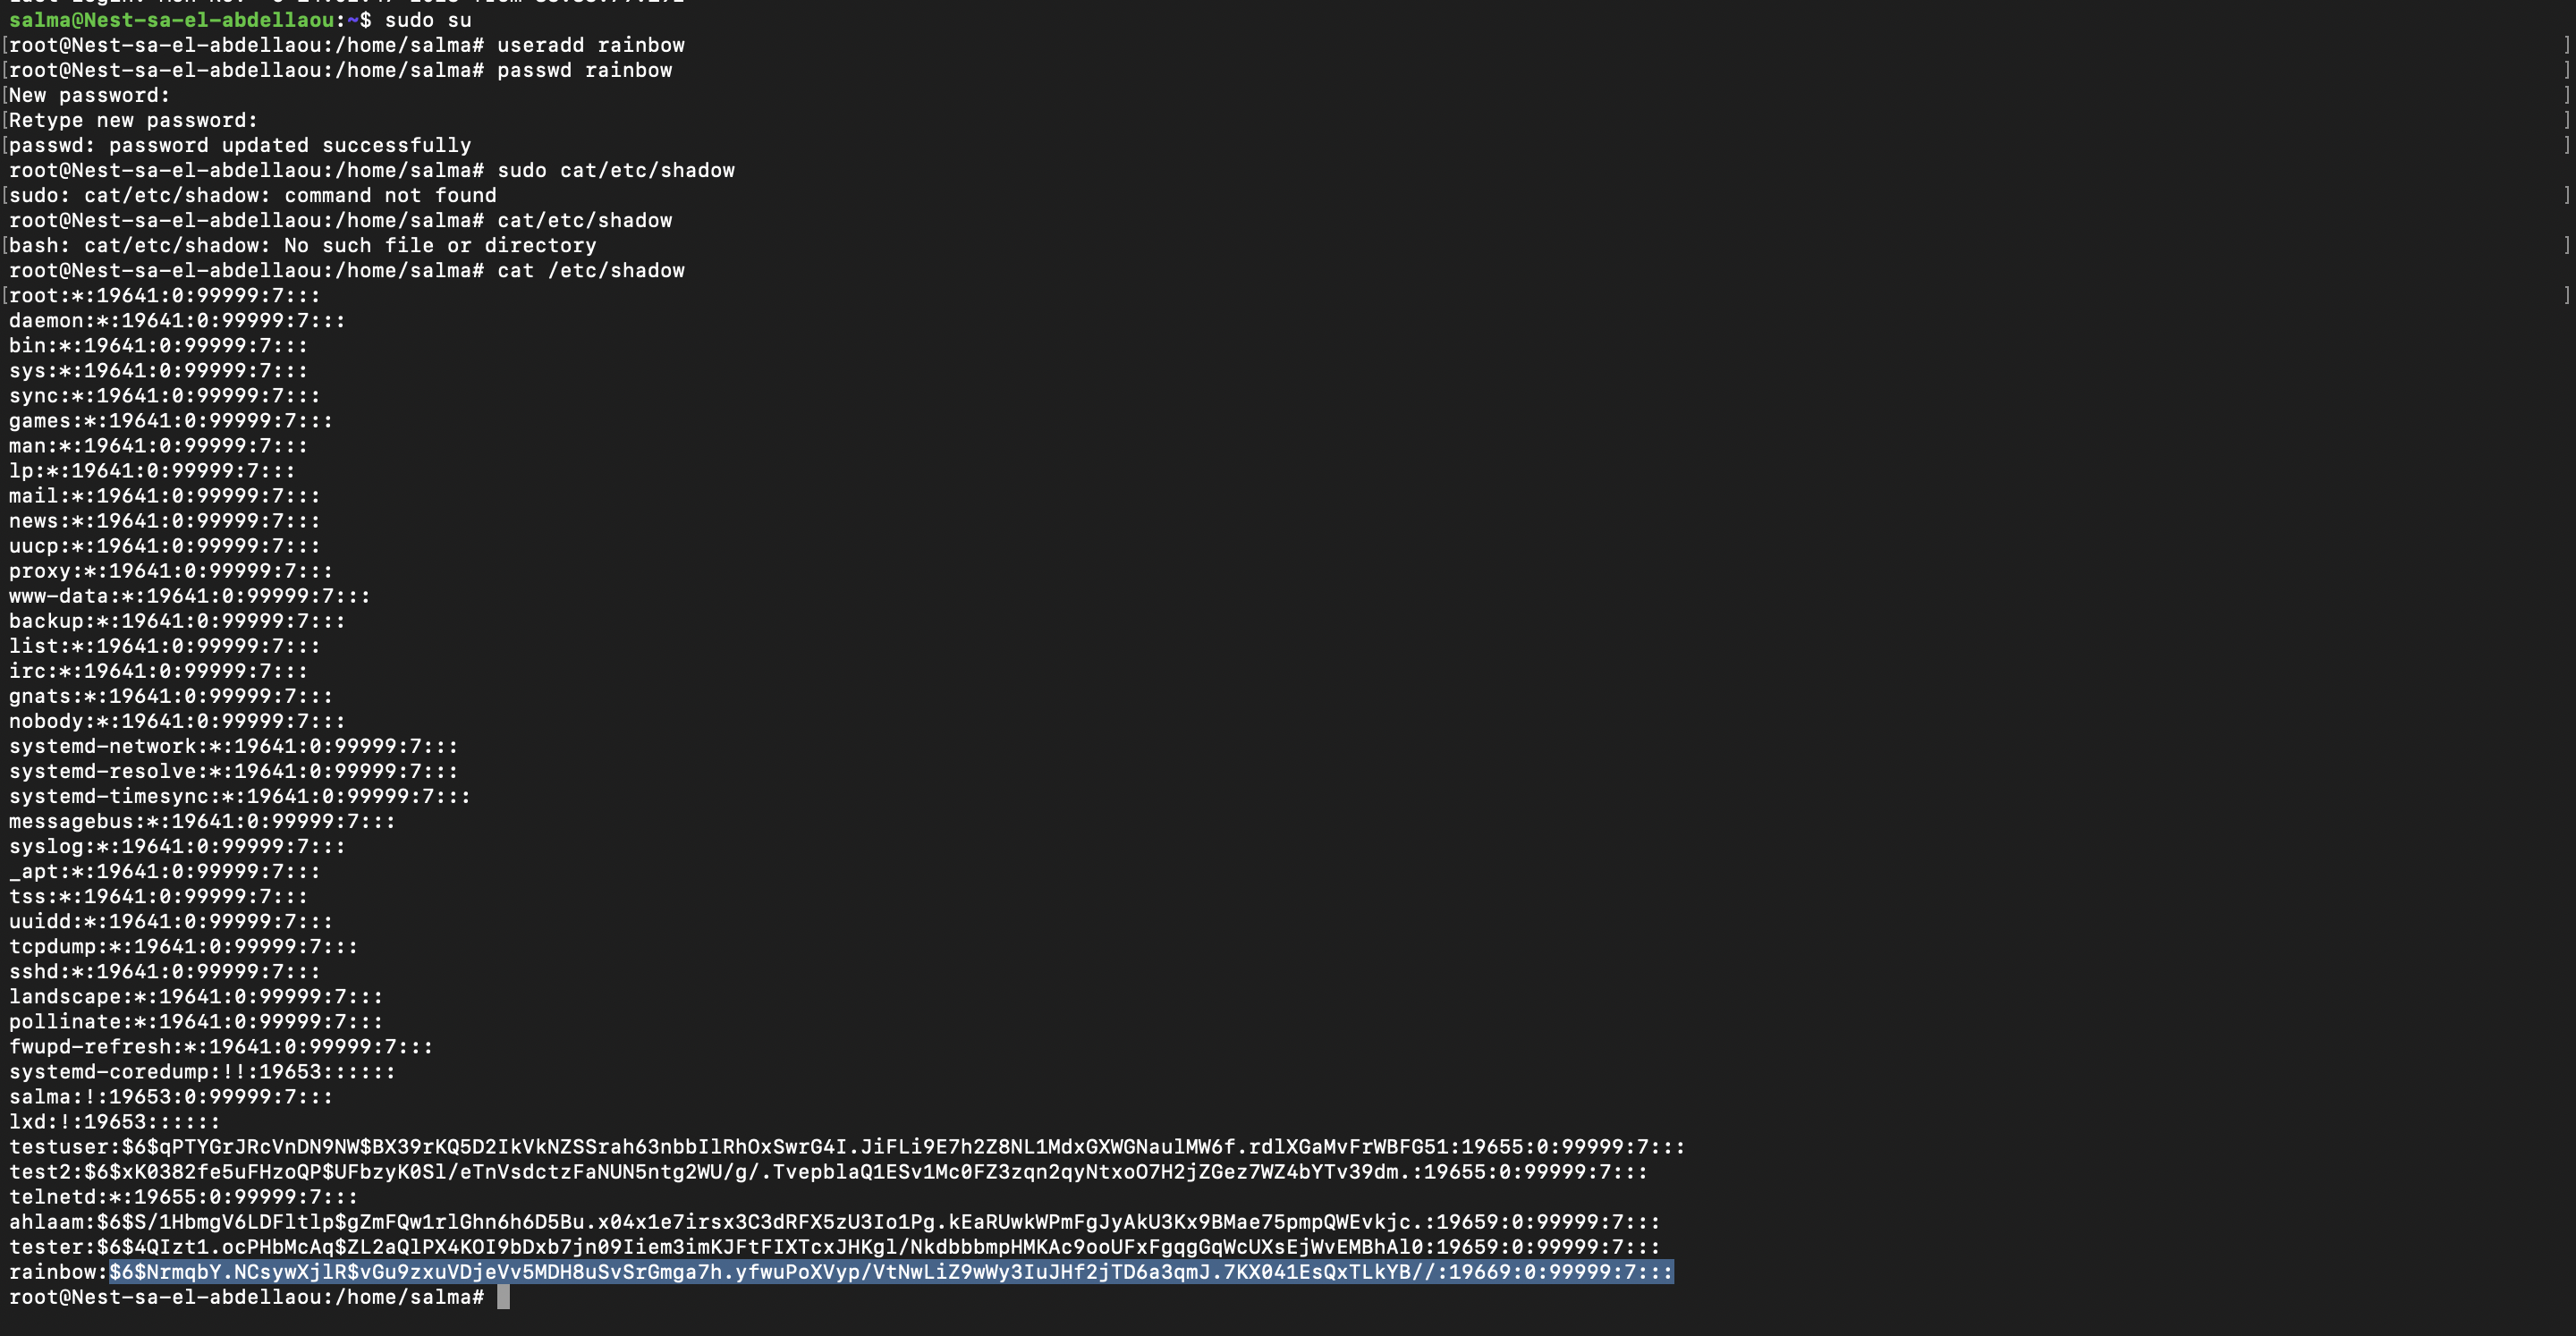 salma@Nest-sa-el-abdellaou:~$ sudo su
[root@Nest-sa-el-abdellaou:/home/salma# useradd rainbow ]
[root@Nest-sa-el-abdellaou:/home/salma# passwd rainbow ]
[New password: ]
[Retype new password: ]
[passwd: password updated successfully ]
root@Nest-sa-el-abdellaou:/home/salma# sudo cat/etc/shadow
[sudo: cat/etc/shadow: command not found ]
root@Nest-sa-el-abdellaou:/home/salma# cat/etc/shadow
[bash: cat/etc/shadow: No such file or directory ]
root@Nest-sa-el-abdellaou:/home/salma# cat /etc/shadow
[root:*:19641:0:99999:7::: ]
daemon:*:19641:0:99999:7:::
bin:*:19641:0:99999:7:::
sys:*:19641:0:99999:7:::
sync:*:19641:0:99999:7:::
games:*:19641:0:99999:7:::
man:*:19641:0:99999:7:::
lp:*:19641:0:99999:7:::
mail:*:19641:0:99999:7:::
news:*:19641:0:99999:7:::
uucp:*:19641:0:99999:7:::
proxy:*:19641:0:99999:7:::
www-data:*:19641:0:99999:7:::
backup:*:19641:0:99999:7:::
list:*:19641:0:99999:7:::
irc:*:19641:0:99999:7:::
gnats:*:19641:0:99999:7:::
nobody:*:19641:0:99999:7:::
systemd-network:*:19641:0:99999:7:::
systemd-resolve:*:19641:0:99999:7:::
systemd-timesync:*:19641:0:99999:7:::
messagebus:*:19641:0:99999:7:::
syslog:*:19641:0:99999:7:::
_apt:*:19641:0:99999:7:::
tss:*:19641:0:99999:7:::
uuidd:*:19641:0:99999:7:::
tcpdump:*:19641:0:99999:7:::
sshd:*:19641:0:99999:7:::
landscape:*:19641:0:99999:7:::
pollinate:*:19641:0:99999:7:::
fwupd-refresh:*:19641:0:99999:7:::
systemd-coredump:!!:19653::::::
salma:!:19653:0:99999:7:::
lxd:!:19653::::::
testuser:$6$qPTYGrJRcVnDN9NW$BX39rKQ5D2IkVkNZSSrah63nbbIlRhOxSwrG4I.JiFLi9E7h2Z8NL1MdxGXWGNaulMW6f.rdlXGaMvFrWBFG51:19655:0:99999:7:::
test2:$6$xK0382fe5uFHzoQP$UFbzyK0Sl/eTnVsdctzFaNUN5ntg2WU/g/.TvepblaQ1ESv1Mc0FZ3zqn2qyNtxoO7H2jZGez7WZ4bYTv39dm.:19655:0:99999:7:::
telnetd:*:19655:0:99999:7:::
ahlaam:$6$S/1HbmgV6LDFltlp$gZmFQw1rlGhn6h6D5Bu.x04x1e7irsx3C3dRFX5zU3Io1Pg.kEaRUwkWPmFgJyAkU3Kx9BMae75pmpQWEvkjc.:19659:0:99999:7:::
tester:$6$4QIzt1.ocPHbMcAq$ZL2aQlPX4KOI9bDxb7jn09Iiem3imKJFtFIXTcxJHKgl/NkdbbbmpHMKAc9ooUFxFgqgGqWcUXsEjWvEMBhAl0:19659:0:99999:7:::
rainbow:$6$NrmqbY.NCsywXjlR$vGu9zxuVDjeVv5MDH8uSvSrGmga7h.yfwuPoXVyp/VtNwLiZ9wWy3IuJHf2jTD6a3qmJ.7KX041EsQxTLkYB//:19669:0:99999:7:::
root@Nest-sa-el-abdellaou:/home/salma#